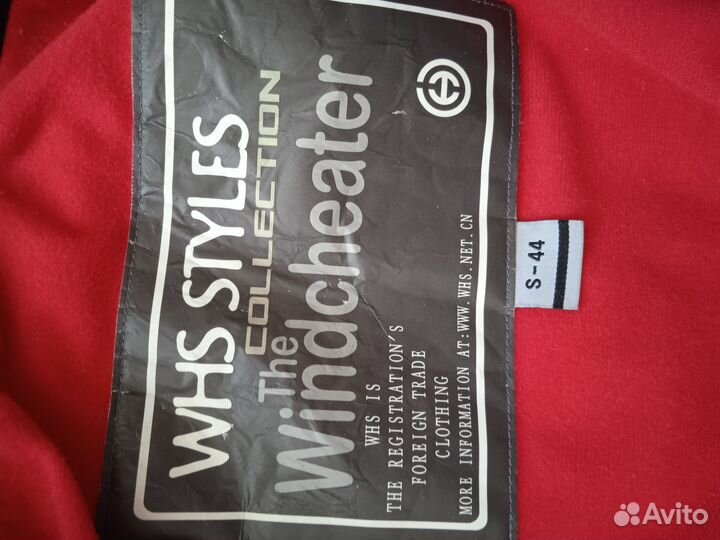 WHS STYLES
COLLECTION
The
Windcheater
WHS IS
THE REGISTRATION'S
FOREIGN TRADE
CLOTHING
MORE INFORMATION AT:WWW.WHS.NET.CN
S-44
Avito